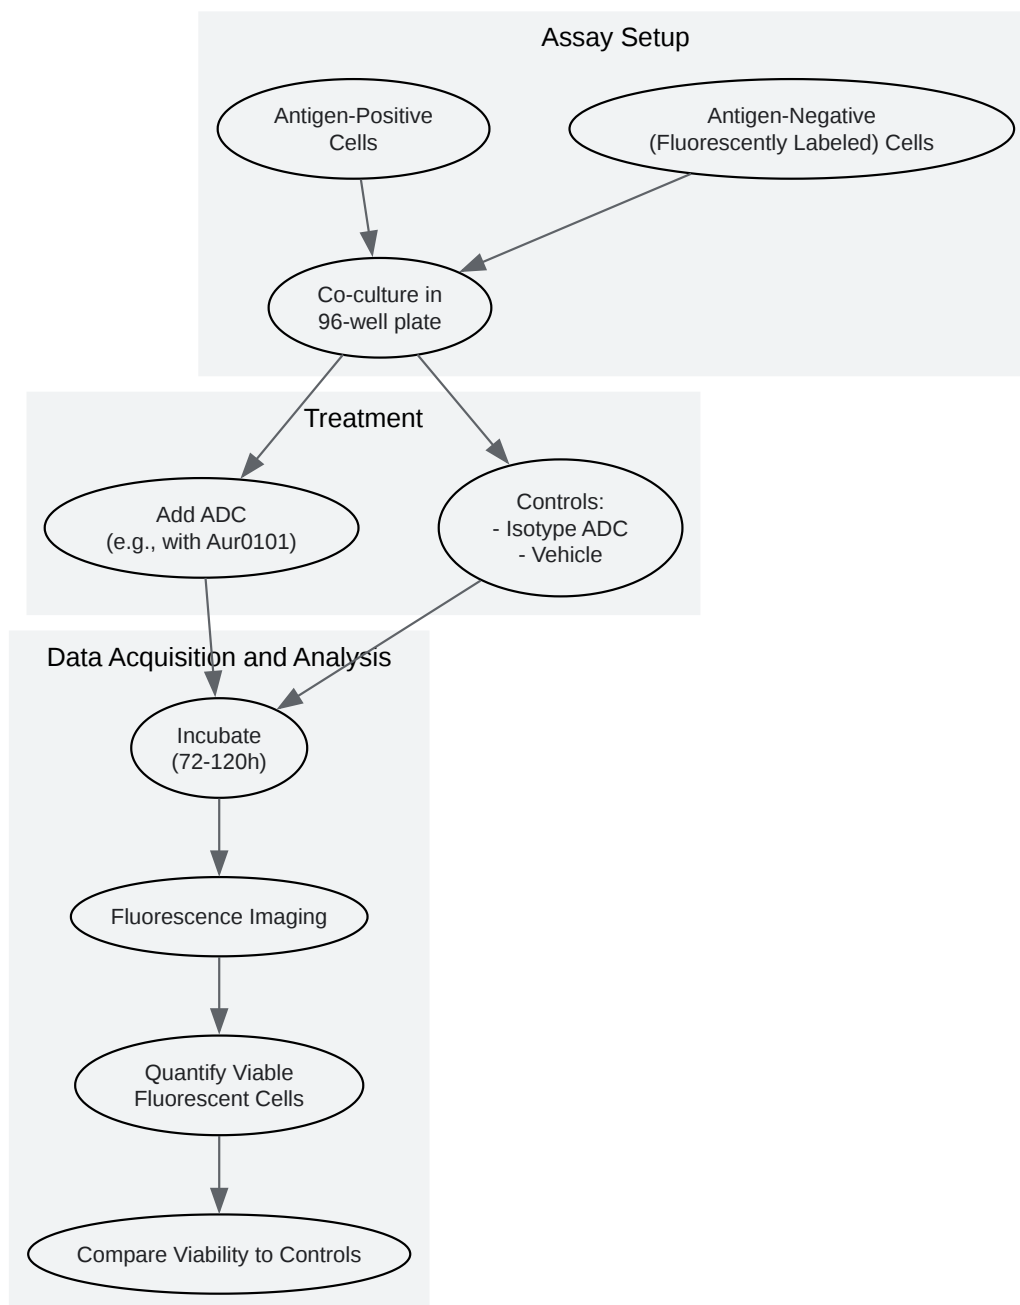 Assay Setup
Antigen-Positive
Cells
Antigen-Negative
(Fluorescently Labeled) Cells
Co-culture in
96-well plate
Treatment
Add ADC
(e.g., with Aur0101)
Controls:
- Isotype ADC
- Vehicle
Data Acquisition and Analysis
Incubate
(72-120h)
Fluorescence Imaging
Quantify Viable
Fluorescent Cells
Compare Viability to Controls